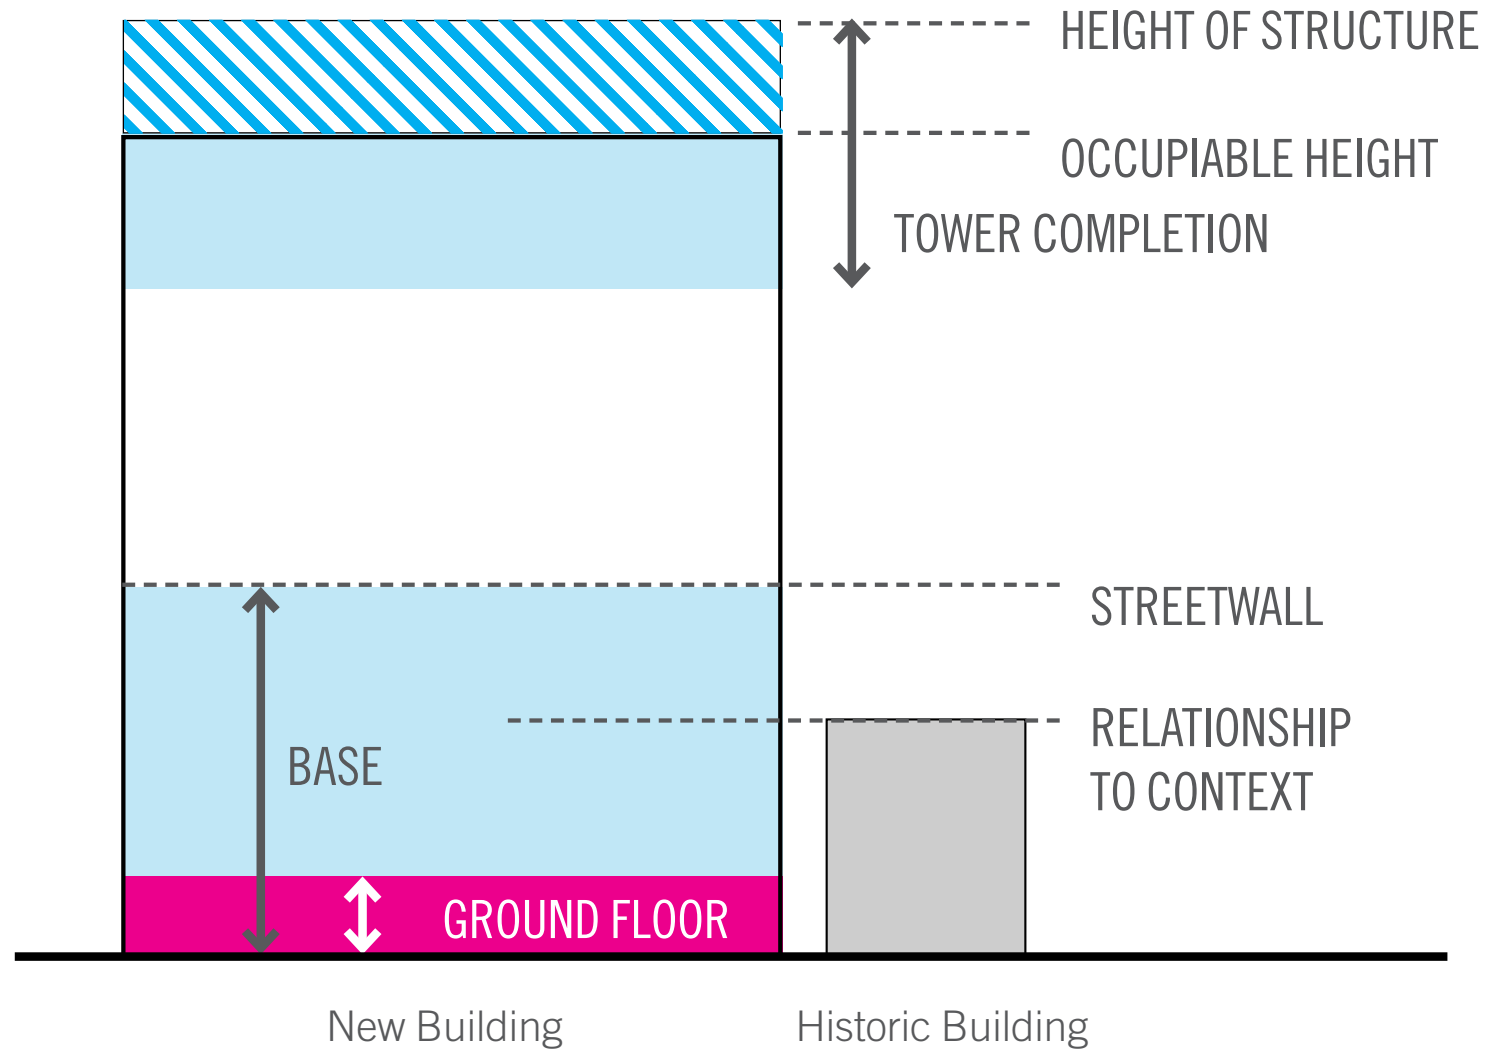 HEIGHT OF STRUCTURE
OCCUPIABLE HEIGHT
TOWER COMPLETION
STREETWALL
RELATIONSHIP
TO CONTEXT
BASE
GROUND FLOOR
New Building
Historic Building